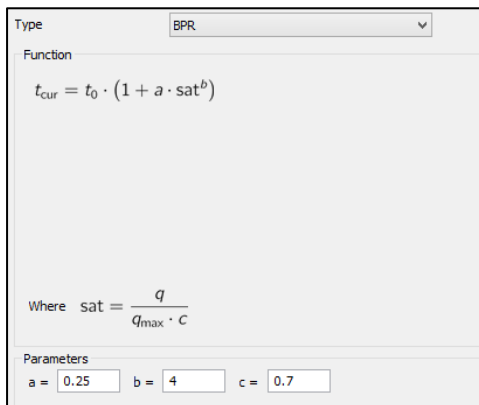 Type BPR
Function
t_cur = t_0 · (1 + a · sat^b)
Where sat = q / (q_max · c)
Parameters
a = 0.25 b = 4 c = 0.7